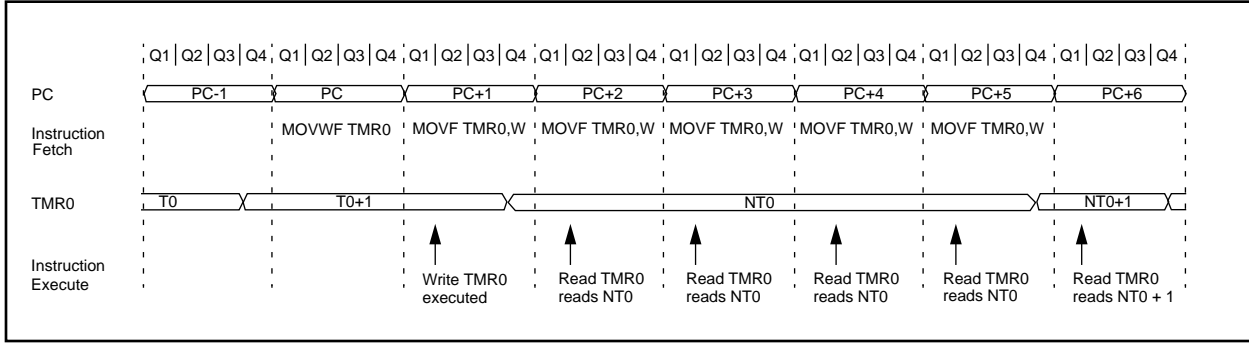 Q1 Q2 Q3 Q4 Q1 Q2 Q3 Q4 Q1 Q2 Q3 Q4 Q1 Q2 Q3 Q4 Q1 Q2 Q3 Q4 Q1 Q2 Q3 Q4 Q1 Q2 Q3 Q4 Q1 Q2 Q3 Q4
PC PC-1 PC PC+1 PC+2 PC+3 PC+4 PC+5 PC+6
Instruction
Fetch
MOVWF TMR0 MOVF TMR0,W MOVF TMR0,W MOVF TMR0,W MOVF TMR0,W MOVF TMR0,W
TMR0 T0 T0+1 NT0 NT0+1
Instruction
Execute
Write TMR0
executed
Read TMR0
reads NT0
Read TMR0
reads NT0
Read TMR0
reads NT0
Read TMR0
reads NT0
Read TMR0
reads NT0 + 1